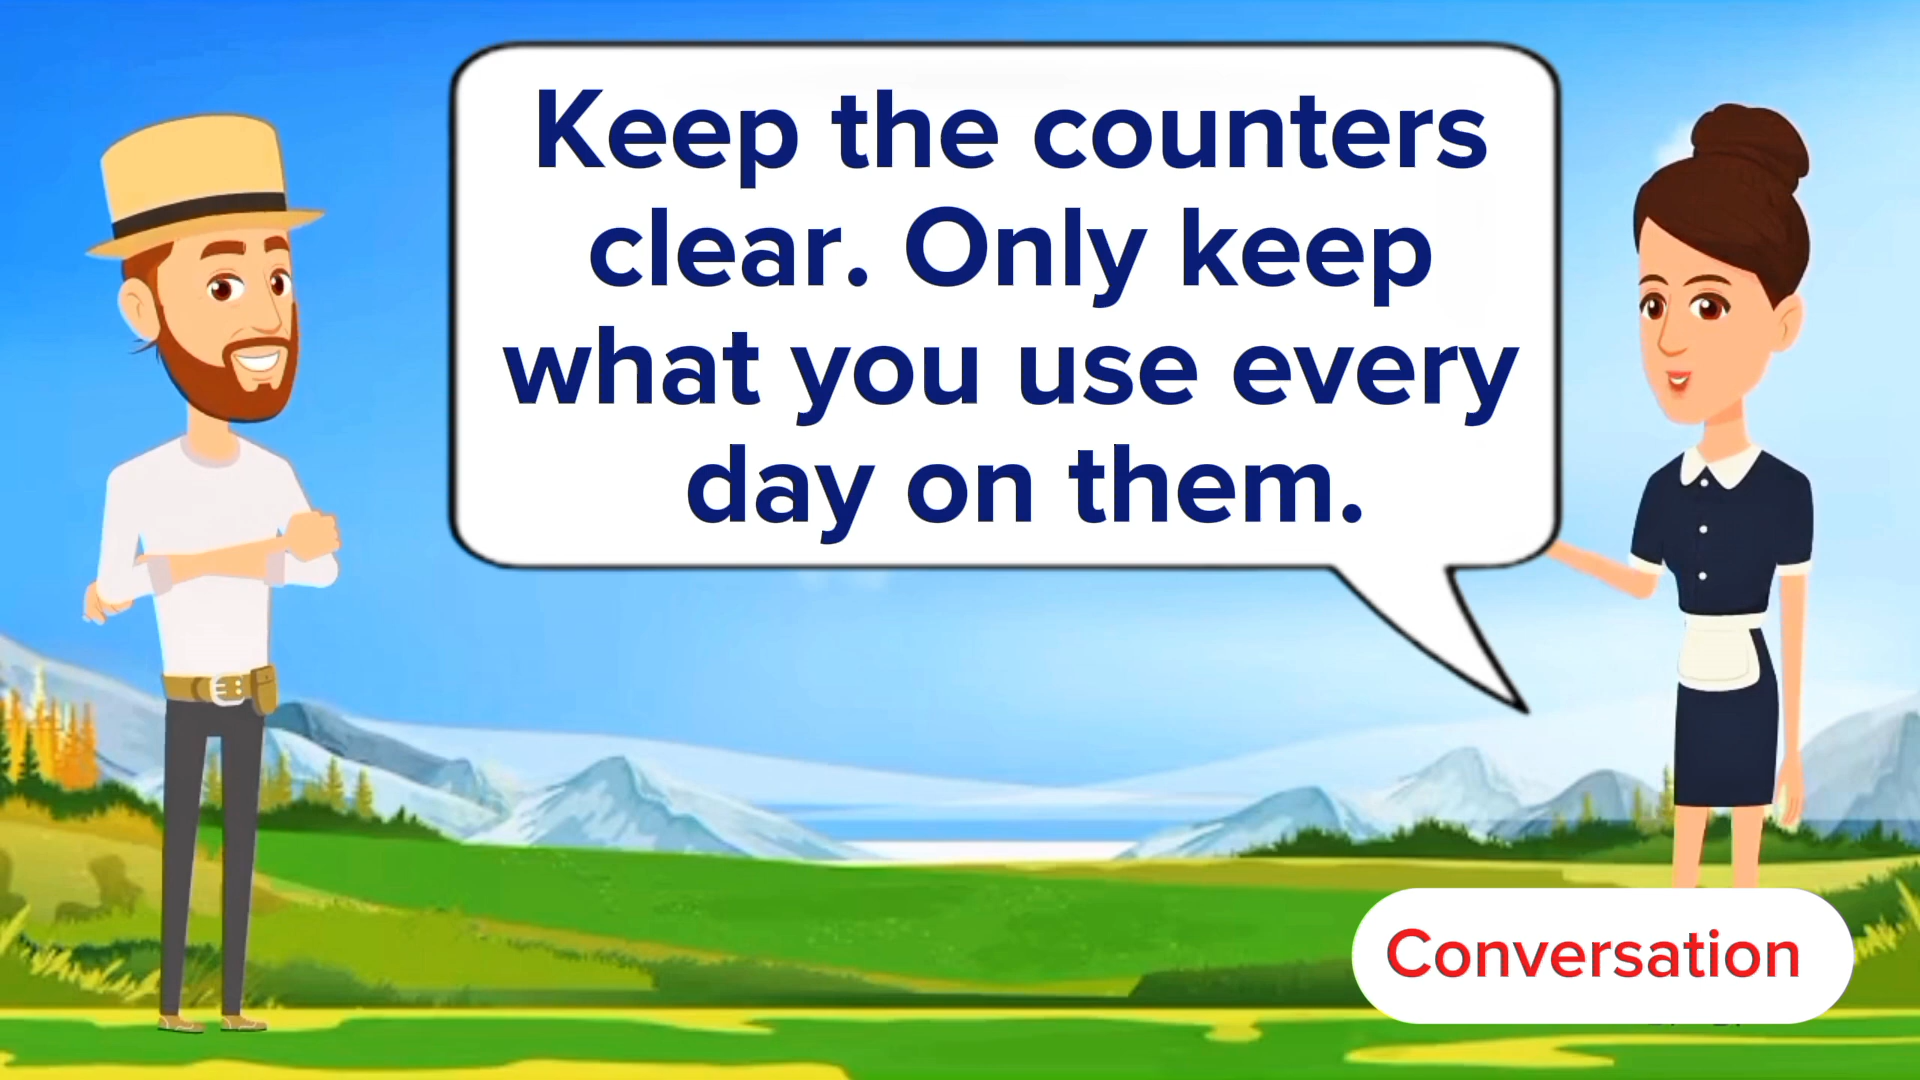 Keep the counters
clear. Only keep
what you use every
day on them.
Conversation